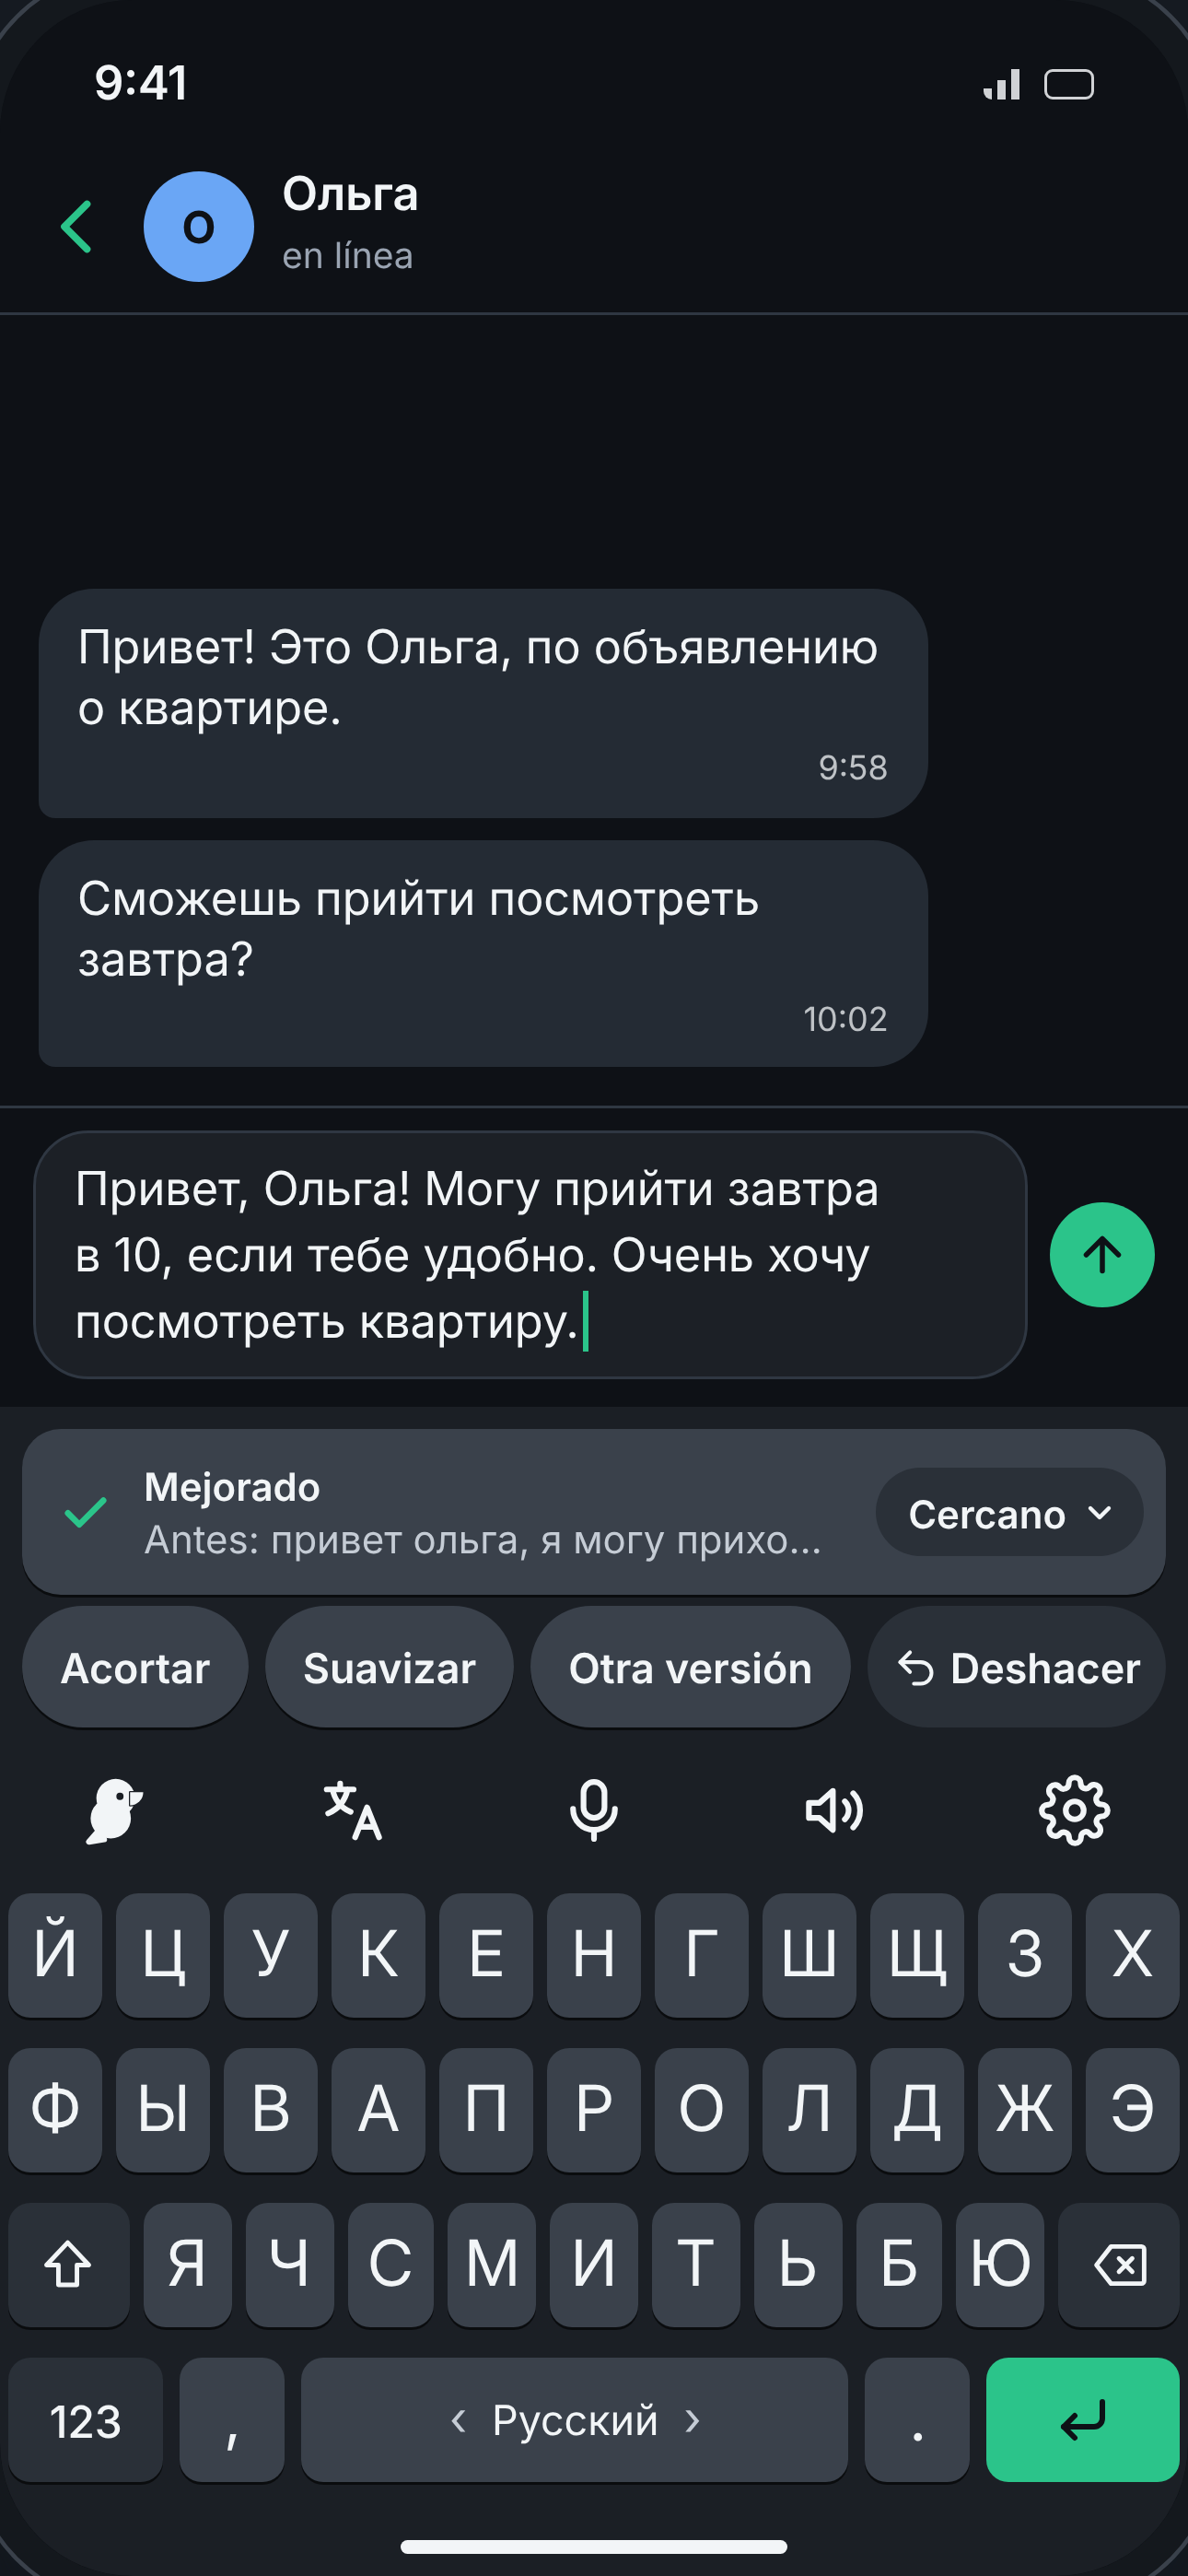 9:41
О
Ольга
en línea
Привет! Это Ольга, по объявлению
о квартире.
9:58
Сможешь прийти посмотреть
завтра?
10:02
Привет, Ольга! Могу прийти завтра
в 10, если тебе удобно. Очень хочу
посмотреть квартиру.
Mejorado
Antes: привет ольга, я могу прихо...
Cercano
Acortar
Suavizar
Otra versión
Deshacer
Й Ц У К Е Н Г Ш Щ З Х
Ф Ы В А П Р О Л Д Ж Э
Я Ч С М И Т Ь Б Ю
123 , ‹ Русский › .